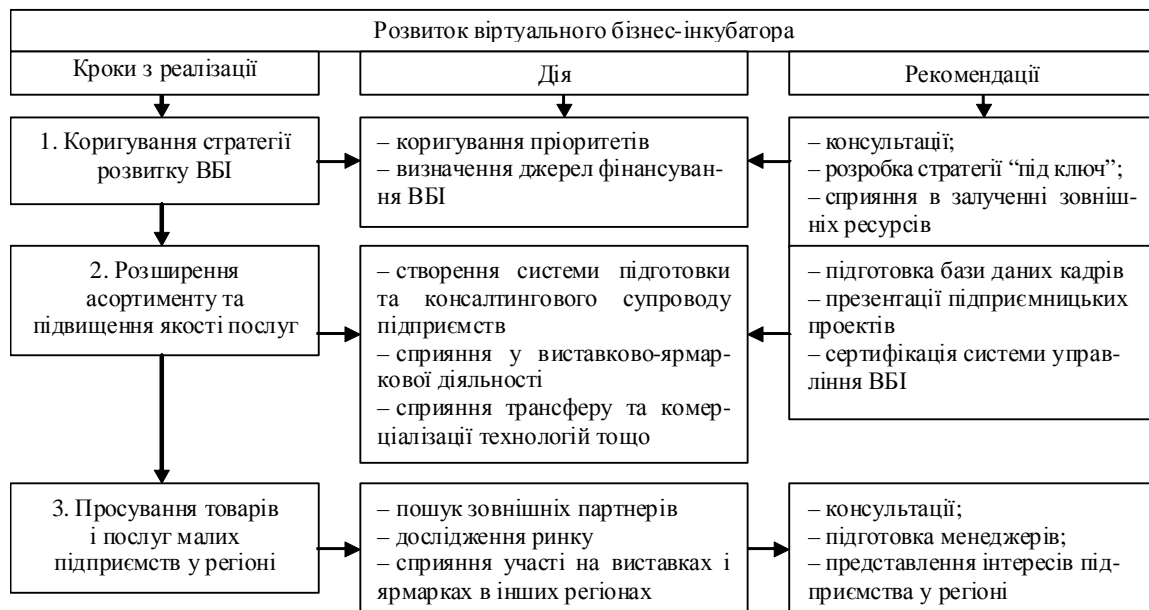 Розвиток віртуального бізнес-інкубатора
Кроки з реалізації
Дія
Рекомендації
1. Коригування стратегії
розвитку ВБІ
– коригування пріоритетів
– визначення джерел фінансуван-
ня ВБІ
– консультації;
– розробка стратегії “під ключ”;
– сприяння в залученні зовніш-
ніх ресурсів
2. Розширення
асортименту та
підвищення якості послуг
– створення системи підготовки
та консалтингового супроводу
підприємств
– сприяння у виставково-ярмар-
кової діяльності
– сприяння трансферу та комер-
ціалізації технологій тощо
– підготовка бази даних кадрів
– презентації підприємницьких
проектів
– сертифікація системи управ-
ління ВБІ
3. Просування товарів
і послуг малих
підприємств у регіоні
– пошук зовнішніх партнерів
– дослідження ринку
– сприяння участі на виставках і
ярмарках в інших регіонах
– консультації;
– підготовка менеджерів;
– представлення інтересів під-
приємства у регіоні